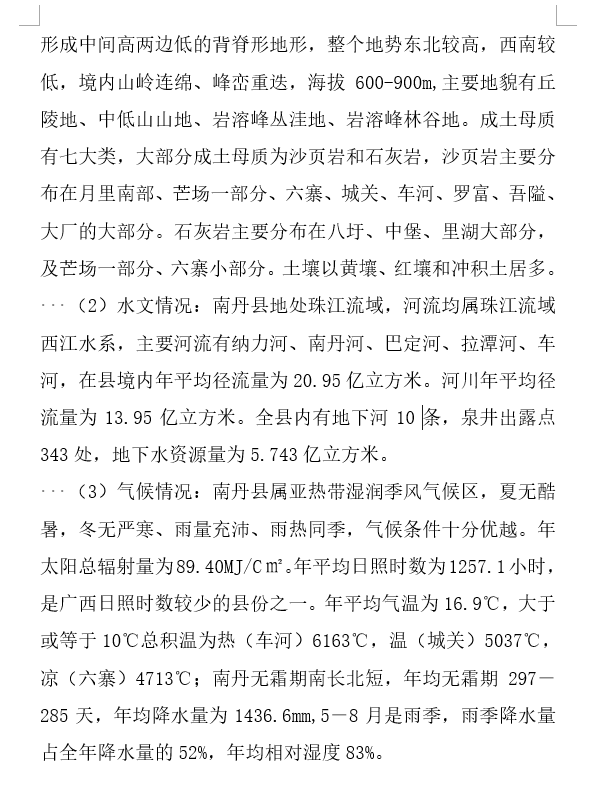 形成中间高两边低的背脊形地形，整个地势东北较高，西南较
低，境内山岭连绵、峰峦重迭，海拔 600-900m,主要地貌有丘
陵地、中低山山地、岩溶峰丛洼地、岩溶峰林谷地。成土母质
有七大类，大部分成土母质为沙页岩和石灰岩，沙页岩主要分
布在月里南部、芒场一部分、六寨、城关、车河、罗富、吾隘、
大厂的大部分。石灰岩主要分布在八圩、中堡、里湖大部分，
及芒场一部分、六寨小部分。土壤以黄壤、红壤和冲积土居多。
（2）水文情况：南丹县地处珠江流域，河流均属珠江流域
西江水系，主要河流有纳力河、南丹河、巴定河、拉潭河、车
河，在县境内年平均径流量为 20.95 亿立方米。河川年平均径
流量为 13.95 亿立方米。全县内有地下河 10 条，泉井出露点
343 处，地下水资源量为 5.743 亿立方米。
（3）气候情况：南丹县属亚热带湿润季风气候区，夏无酷
暑，冬无严寒、雨量充沛、雨热同季，气候条件十分优越。年
太阳总辐射量为 89.40MJ/C㎡。年平均日照时数为 1257.1 小时，
是广西日照时数较少的县份之一。年平均气温为 16.9℃，大于
或等于 10℃总积温为热（车河）6163℃，温（城关）5037℃，
凉（六寨）4713℃；南丹无霜期南长北短，年均无霜期 297－
285 天，年均降水量为 1436.6mm,5－8 月是雨季，雨季降水量
占全年降水量的 52%，年均相对湿度 83%。